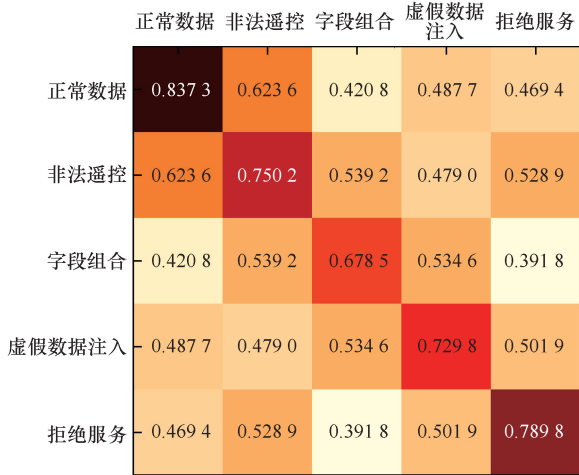 正常数据 非法遥控 字段组合 虚假数据 拒绝服务
注入
正常数据 0.837 3 0.623 6 0.420 8 0.487 7 0.469 4
非法遥控 0.623 6 0.750 2 0.539 2 0.479 0 0.528 9
字段组合 0.420 8 0.539 2 0.678 5 0.534 6 0.391 8
虚假数据注入 0.487 7 0.479 0 0.534 6 0.729 8 0.501 9
拒绝服务 0.469 4 0.528 9 0.391 8 0.501 9 0.789 8